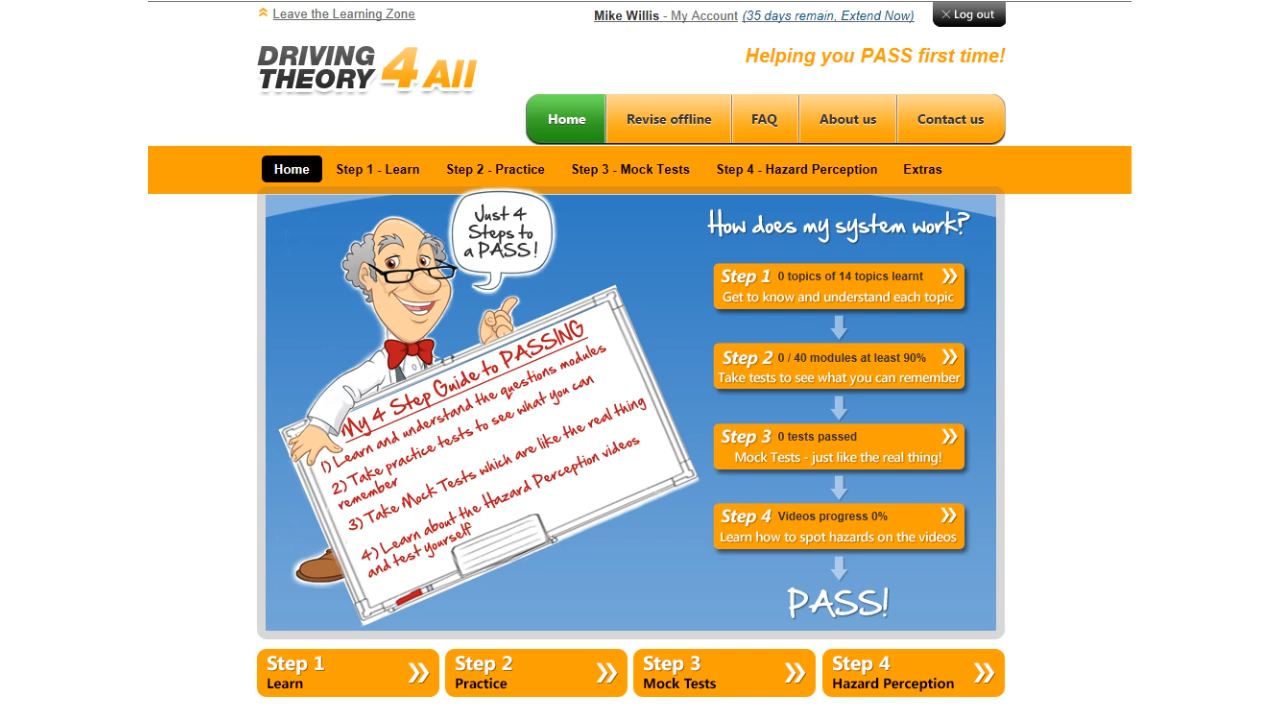 Leave the Learning Zone
Mike Willis - My Account (35 days remain, Extend Now)
Log out
DRIVING
THEORY 4 All
Helping you PASS first time!
Home Revise offline FAQ About us Contact us
Home Step 1 - Learn Step 2 - Practice Step 3 - Mock Tests Step 4 - Hazard Perception Extras
Just 4
Steps to
a PASS!
My 4 Step Guide to PASSING
1) Learn and understand the questions modules
2) Take practice tests to see what you can
remember
3) Take Mock Tests which are like the real thing
4) Learn about the Hazard Perception videos
and test yourself
How does my system work?
Step 1 0 topics of 14 topics learnt
Get to know and understand each topic
Step 2 0 / 40 modules at least 90%
Take tests to see what you can remember
Step 3 0 tests passed
Mock Tests - just like the real thing!
Step 4 Videos progress 0%
Learn how to spot hazards on the videos
PASS!
Step 1
Learn
Step 2
Practice
Step 3
Mock Tests
Step 4
Hazard Perception